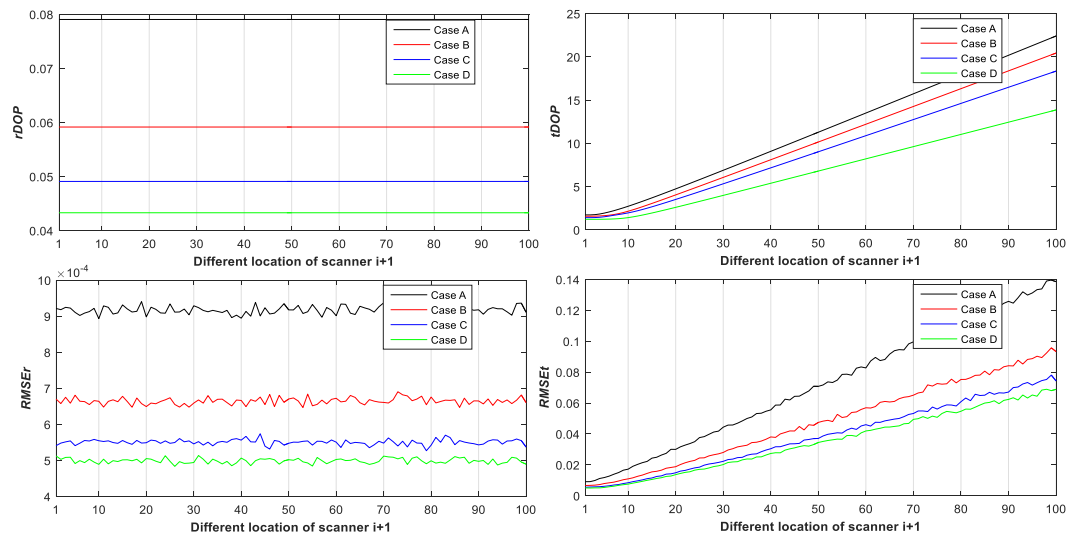 0.08
0.08
0.06
0.05
0.04
rDOP
1 10 20 30 40 50 60 70 80 90 100
Different location of scanner i+1
Case A
Case B
Case C
Case D
25
20
15
10
5
0
tDOP
1 10 20 30 40 50 60 70 80 90 100
Different location of scanner i+1
Case A
Case B
Case C
Case D
× 10⁻⁴
10
9
8
7
6
5
4
RMSEr
1 10 20 30 40 50 60 70 80 90 100
Different location of scanner i+1
Case A
Case B
Case C
Case D
0.14
0.12
0.1
0.08
0.06
0.04
0.02
0
RMSEt
1 10 20 30 40 50 60 70 80 90 100
Different location of scanner i+1
Case A
Case B
Case C
Case D